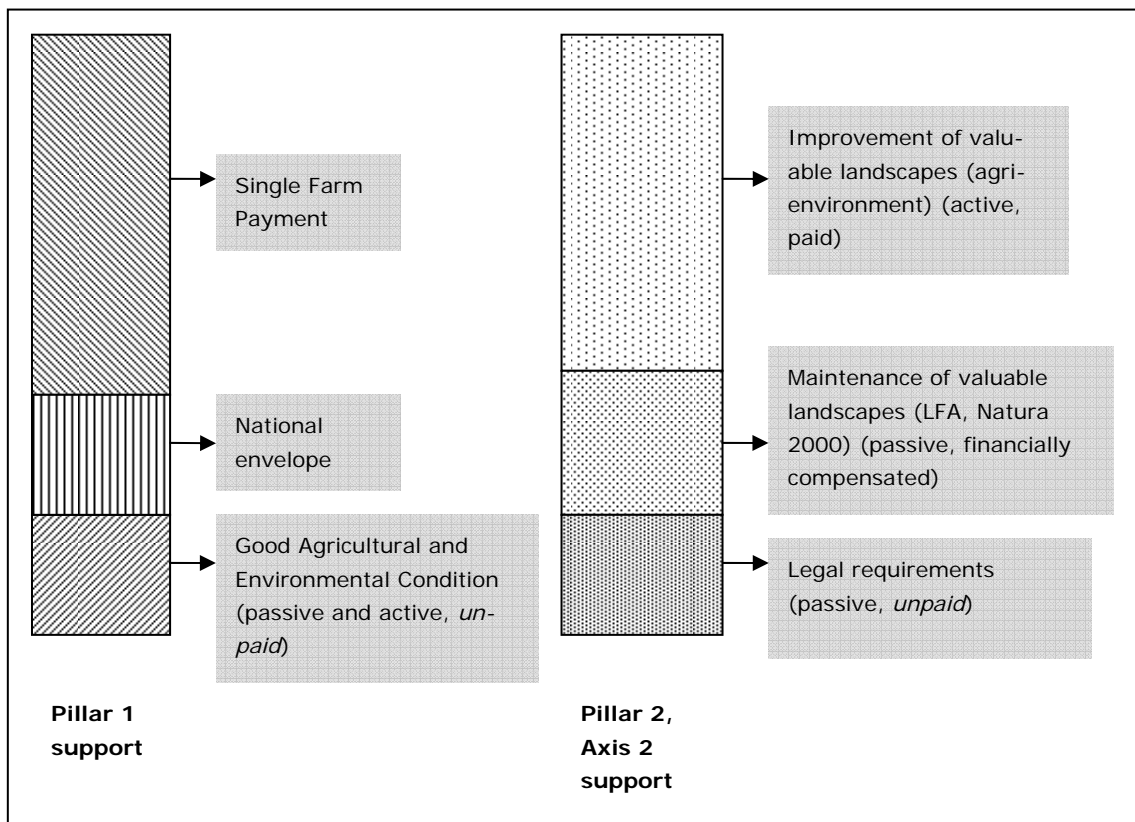 Single Farm
Payment
National
envelope
Good Agricultural and
Environmental Condition
(passive and active, un-
paid)
Pillar 1
support
Improvement of valu-
able landscapes (agri-
environment) (active,
paid)
Maintenance of valuable
landscapes (LFA, Natura
2000) (passive, financially
compensated)
Legal requirements
(passive, unpaid)
Pillar 2,
Axis 2
support